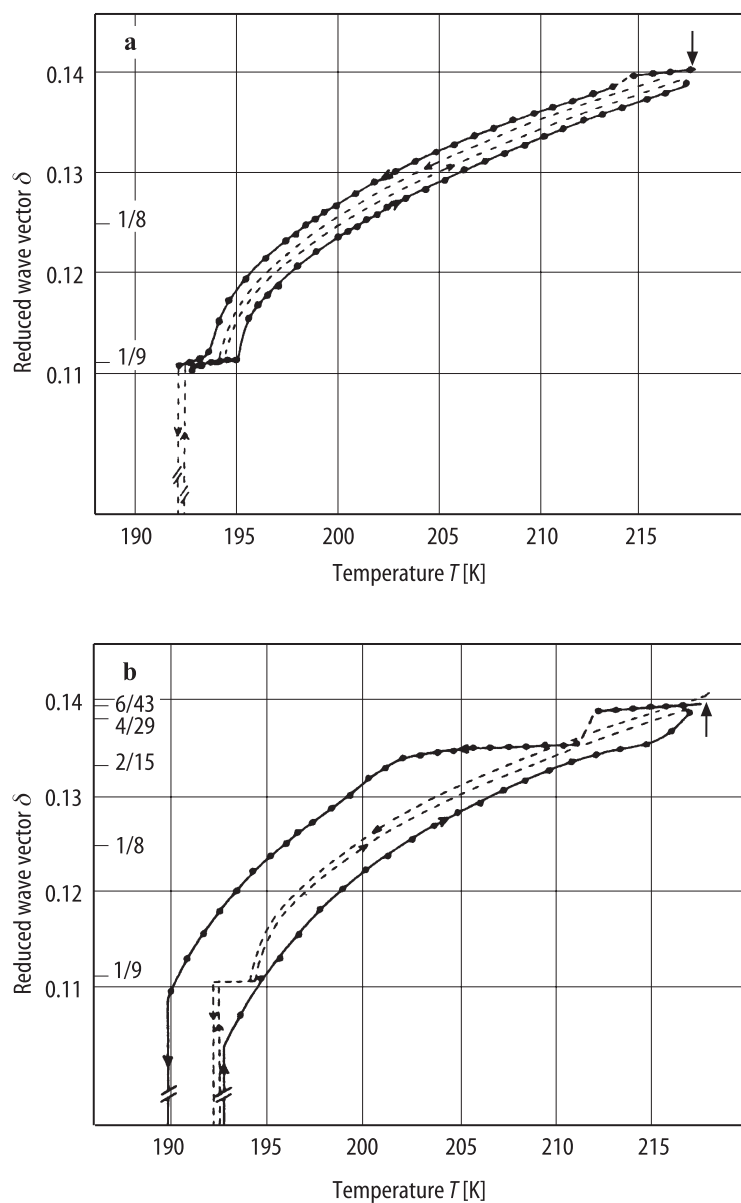 a
0.14
0.13
1/8
0.12
1/9
0.11
Reduced wave vector δ
190 195 200 205 210 215
Temperature T [K]
b
0.14
6/43
4/29
2/15
0.13
1/8
0.12
1/9
0.11
Reduced wave vector δ
190 195 200 205 210 215
Temperature T [K]